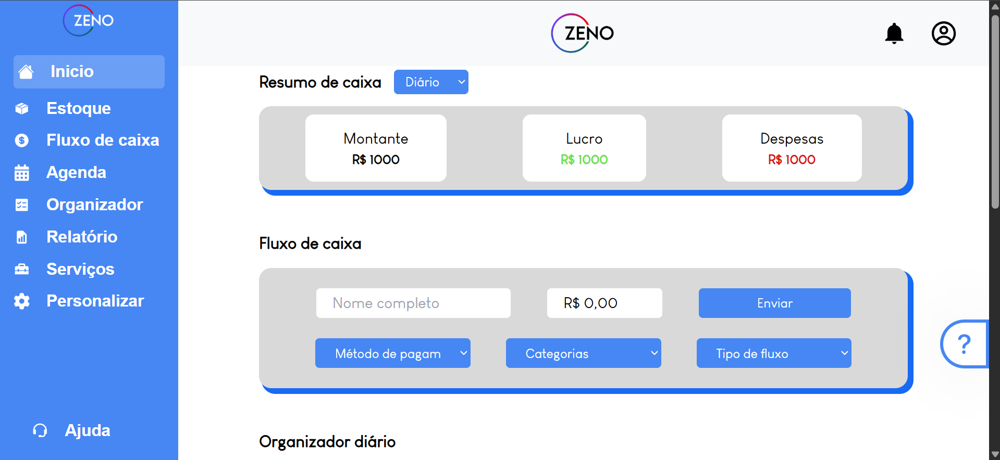 ZENO
Inicio
Estoque
Fluxo de caixa
Agenda
Organizador
Relatório
Serviços
Personalizar
Ajuda
ZENO
Resumo de caixa
Diário
Montante
R$ 1000
Lucro
R$ 1000
Despesas
R$ 1000
Fluxo de caixa
Nome completo
R$ 0,00
Enviar
Método de pagam
Categorias
Tipo de fluxo
?
Organizador diário